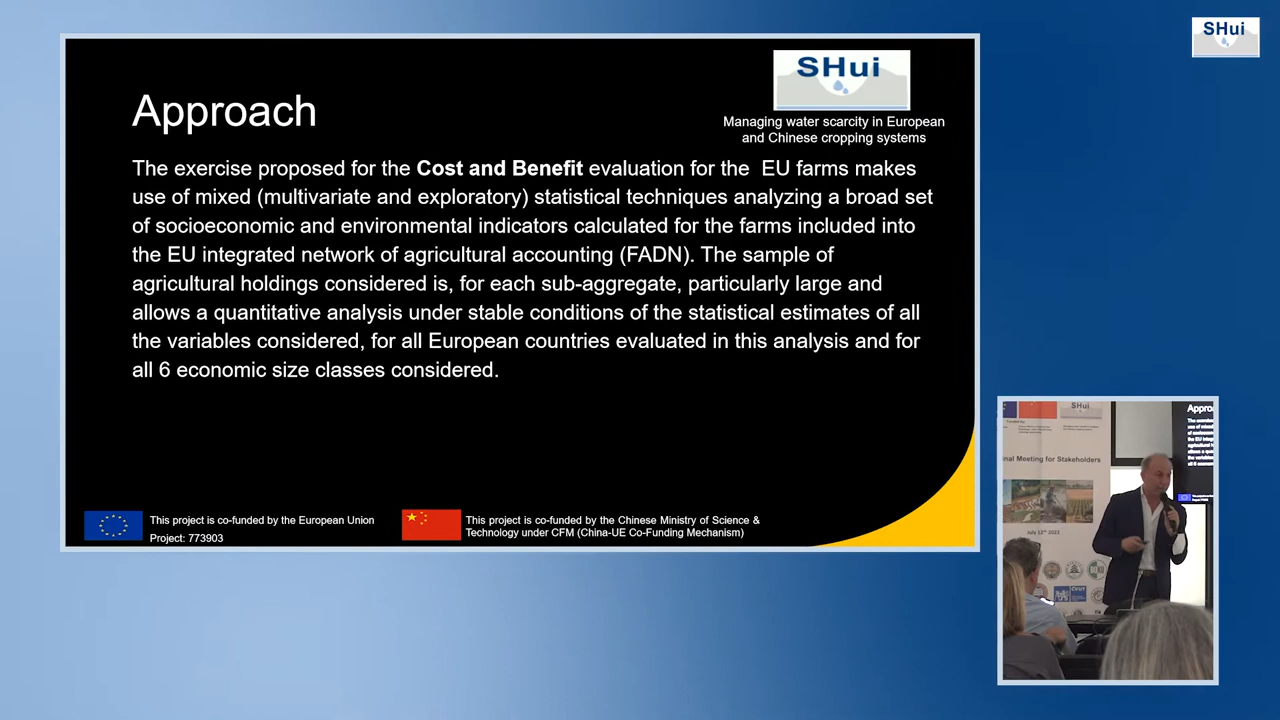 SHui
SHui
Managing water scarcity in European
and Chinese cropping systems
Approach
The exercise proposed for the Cost and Benefit evaluation for the EU farms makes
use of mixed (multivariate and exploratory) statistical techniques analyzing a broad set
of socioeconomic and environmental indicators calculated for the farms included into
the EU integrated network of agricultural accounting (FADN). The sample of
agricultural holdings considered is, for each sub-aggregate, particularly large and
allows a quantitative analysis under stable conditions of the statistical estimates of all
the variables considered, for all European countries evaluated in this analysis and for
all 6 economic size classes considered.
This project is co-funded by the European Union
Project: 773903
This project is co-funded by the Chinese Ministry of Science &
Technology under CFM (China-UE Co-Funding Mechanism)
SHui
Appro
Meeting for Stakeholders